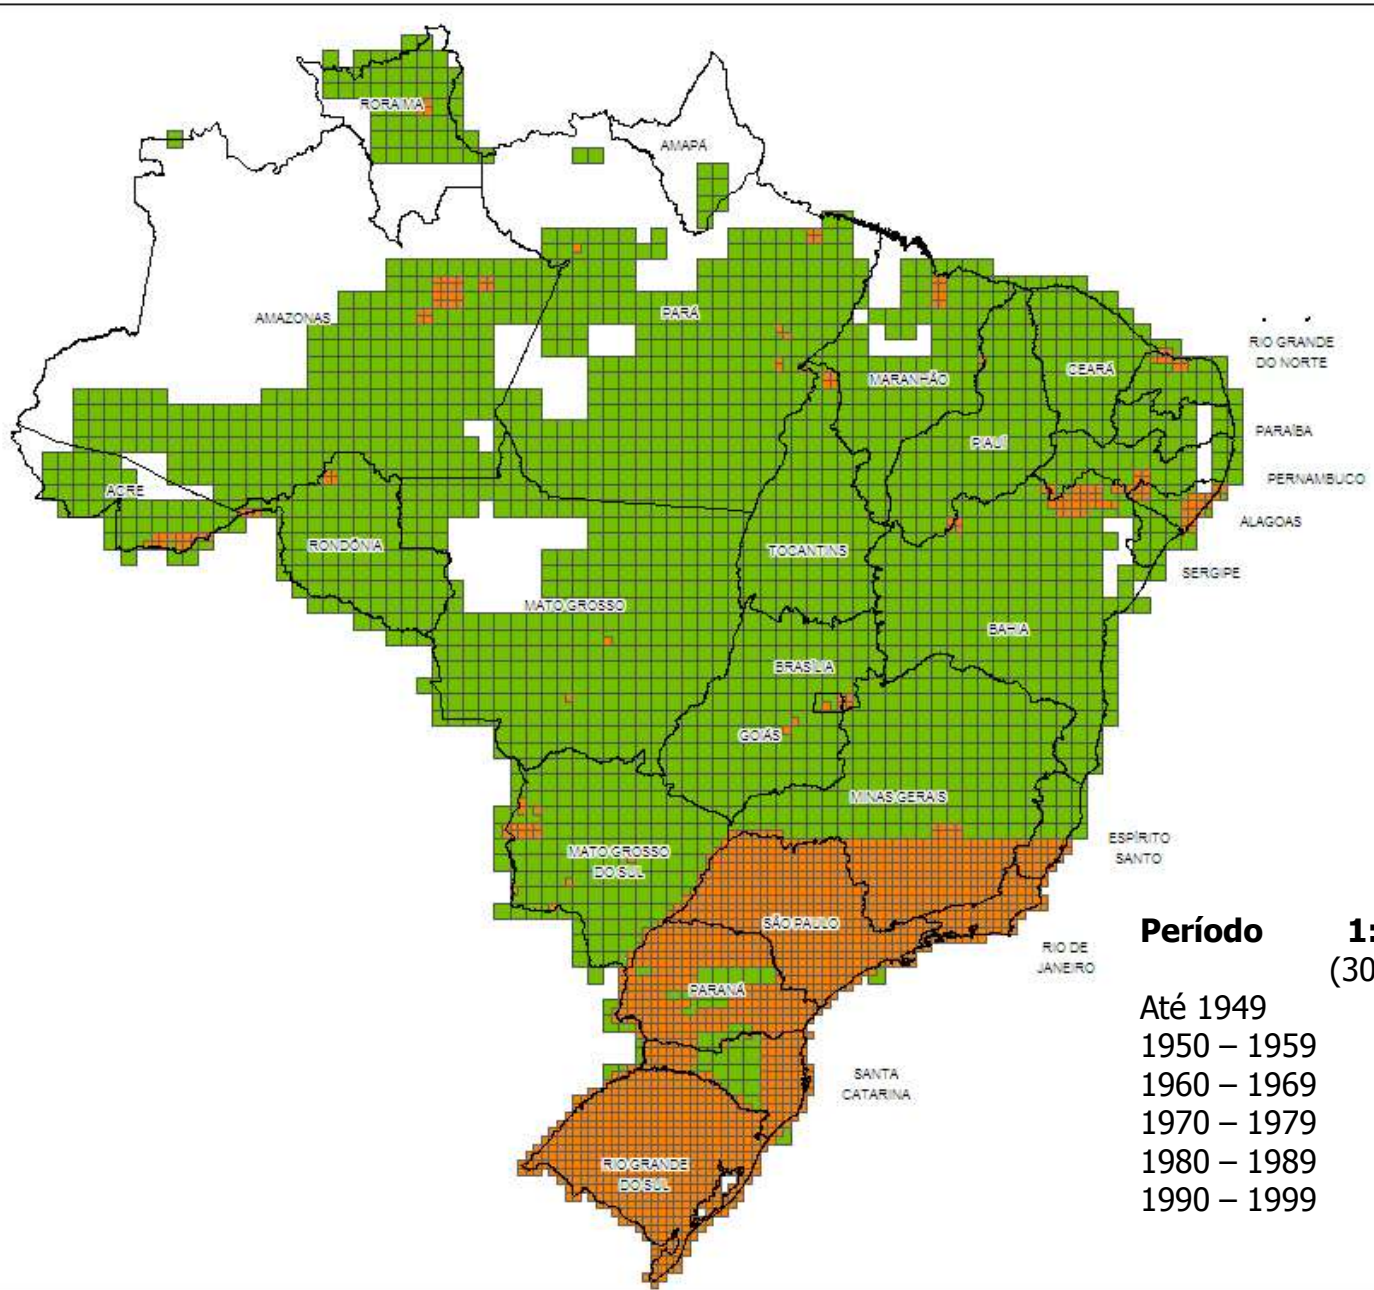 RORAIMA
AMAPÁ
AMAZONAS
PARÁ
RIO GRANDE
DO NORTE
MARANHÃO
CEARÁ
PIAUÍ
PARAÍBA
PERNAMBUCO
ACRE
ALAGOAS
RONDÔNIA
TOCANTINS
SERGIPE
MATO GROSSO
BAHIA
BRASÍLIA
GOIÁS
MINAS GERAIS
ESPÍRITO
SANTO
MATO GROSSO
DO SUL
SÃO PAULO
RIO DE
JANEIRO
PARANÁ
SANTA
CATARINA
RIO GRANDE
DO SUL
Período 1:
(30
Até 1949
1950 – 1959
1960 – 1969
1970 – 1979
1980 – 1989
1990 – 1999